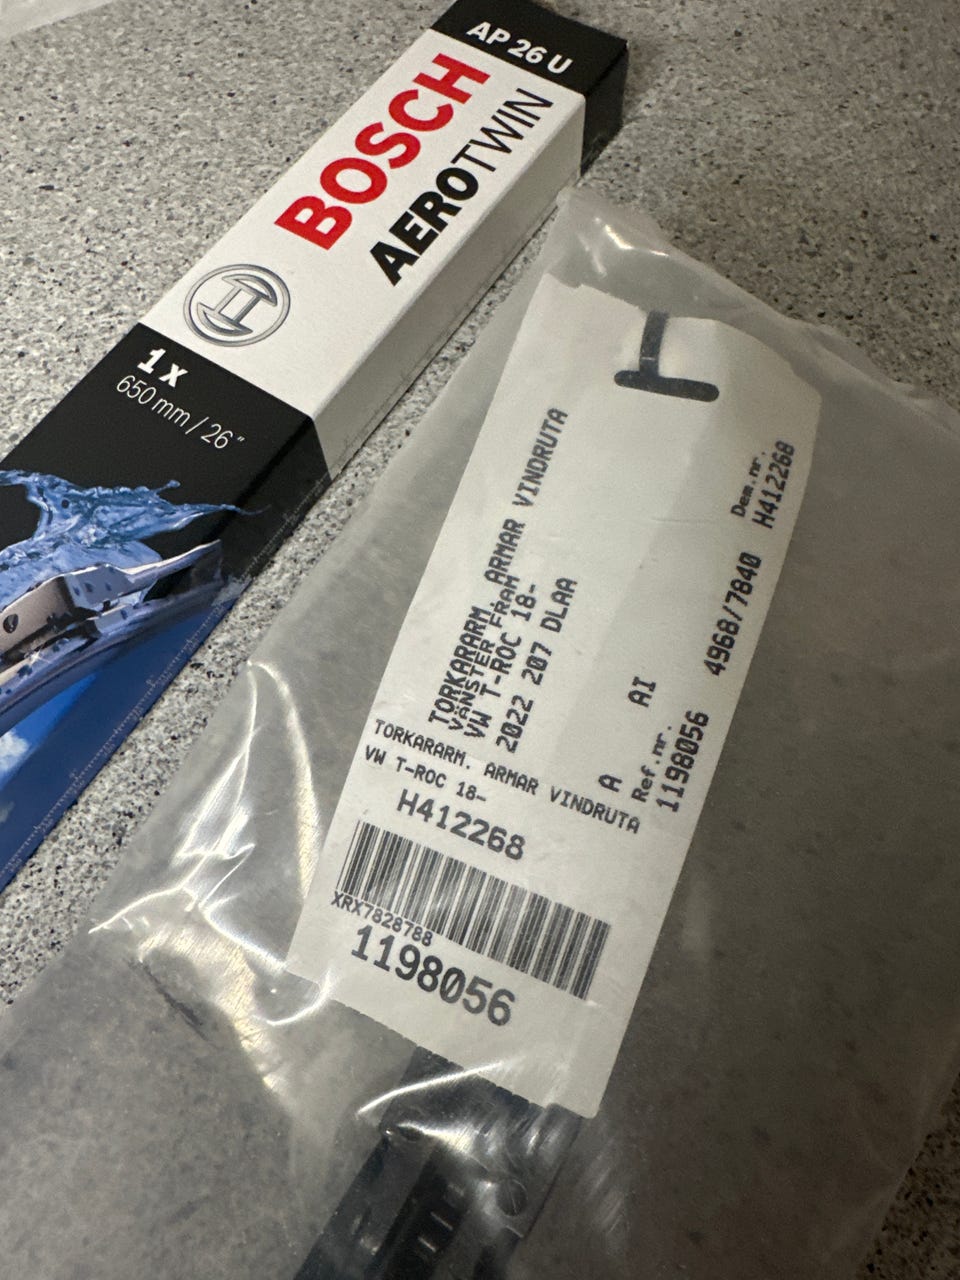 AP 26 U
BOSCH
AEROTWIN
1x
650 mm / 26"
TORKARARM, ARMAR VINDRUTA
VÄNSTER FRAM
VW T-ROC 18-
2022 207 DLAA
A AI
Ref.nr.
1198056
4968/7840
Dem.nr.
H412268
TORKARARM, ARMAR VINDRUTA
VW T-ROC 18-
H412268
XRX7828788
1198056